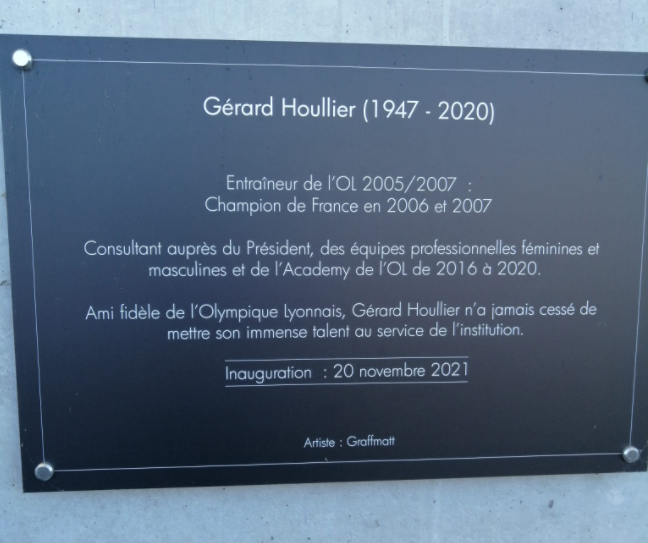 Gérard Houllier (1947 - 2020)
Entraîneur de l'OL 2005/2007 :
Champion de France en 2006 et 2007
Consultant auprès du Président, des équipes professionnelles féminines et
masculines et de l'Academy de l'OL de 2016 à 2020.
Ami fidèle de l'Olympique Lyonnais, Gérard Houllier n'a jamais cessé de
mettre son immense talent au service de l'institution.
Inauguration : 20 novembre 2021
Artiste : Graffmatt